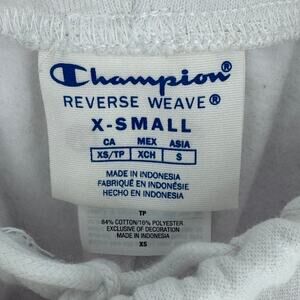 Champion®
REVERSE WEAVE®
X-SMALL
CA MEX ASIA
XS/TP XCH S
MADE IN INDONESIA
FABRIQUÉ EN INDONÉSIE
HECHO EN INDONESIA
TP
84% COTTON/16% POLYESTER
EXCLUSIVE OF DECORATION
MADE IN INDONESIA
XS